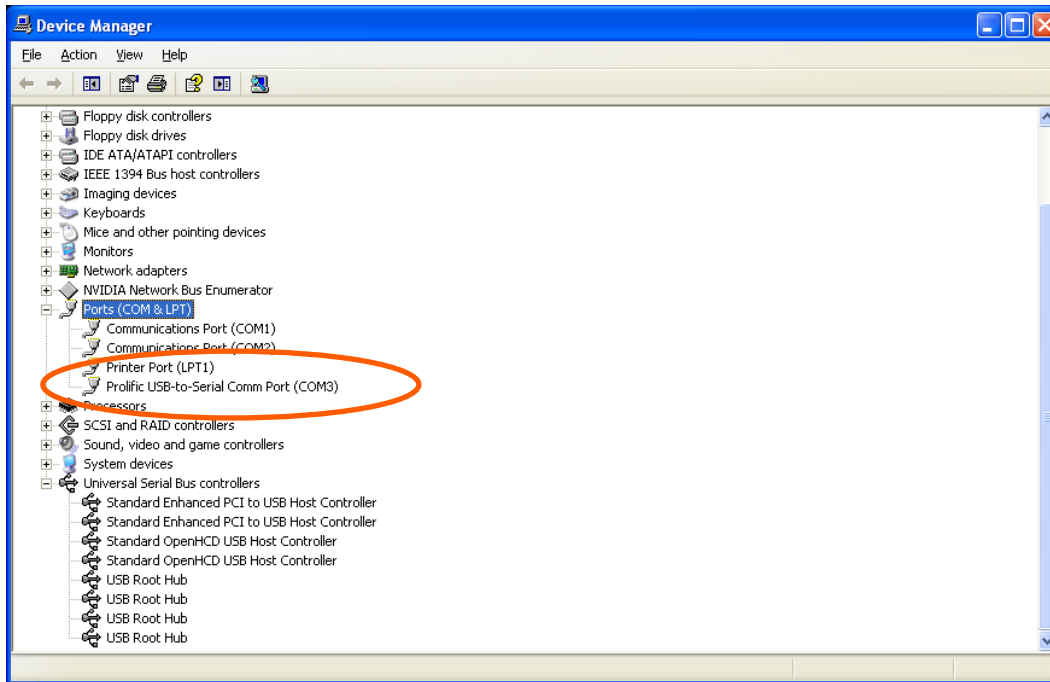 Device Manager
File Action View Help
Floppy disk controllers
Floppy disk drives
IDE ATA/ATAPI controllers
IEEE 1394 Bus host controllers
Imaging devices
Keyboards
Mice and other pointing devices
Monitors
Network adapters
NVIDIA Network Bus Enumerator
Ports (COM & LPT)
Communications Port (COM1)
Communications Port (COM2)
Printer Port (LPT1)
Prolific USB-to-Serial Comm Port (COM3)
Processors
SCSI and RAID controllers
Sound, video and game controllers
System devices
Universal Serial Bus controllers
Standard Enhanced PCI to USB Host Controller
Standard Enhanced PCI to USB Host Controller
Standard OpenHCD USB Host Controller
Standard OpenHCD USB Host Controller
USB Root Hub
USB Root Hub
USB Root Hub
USB Root Hub